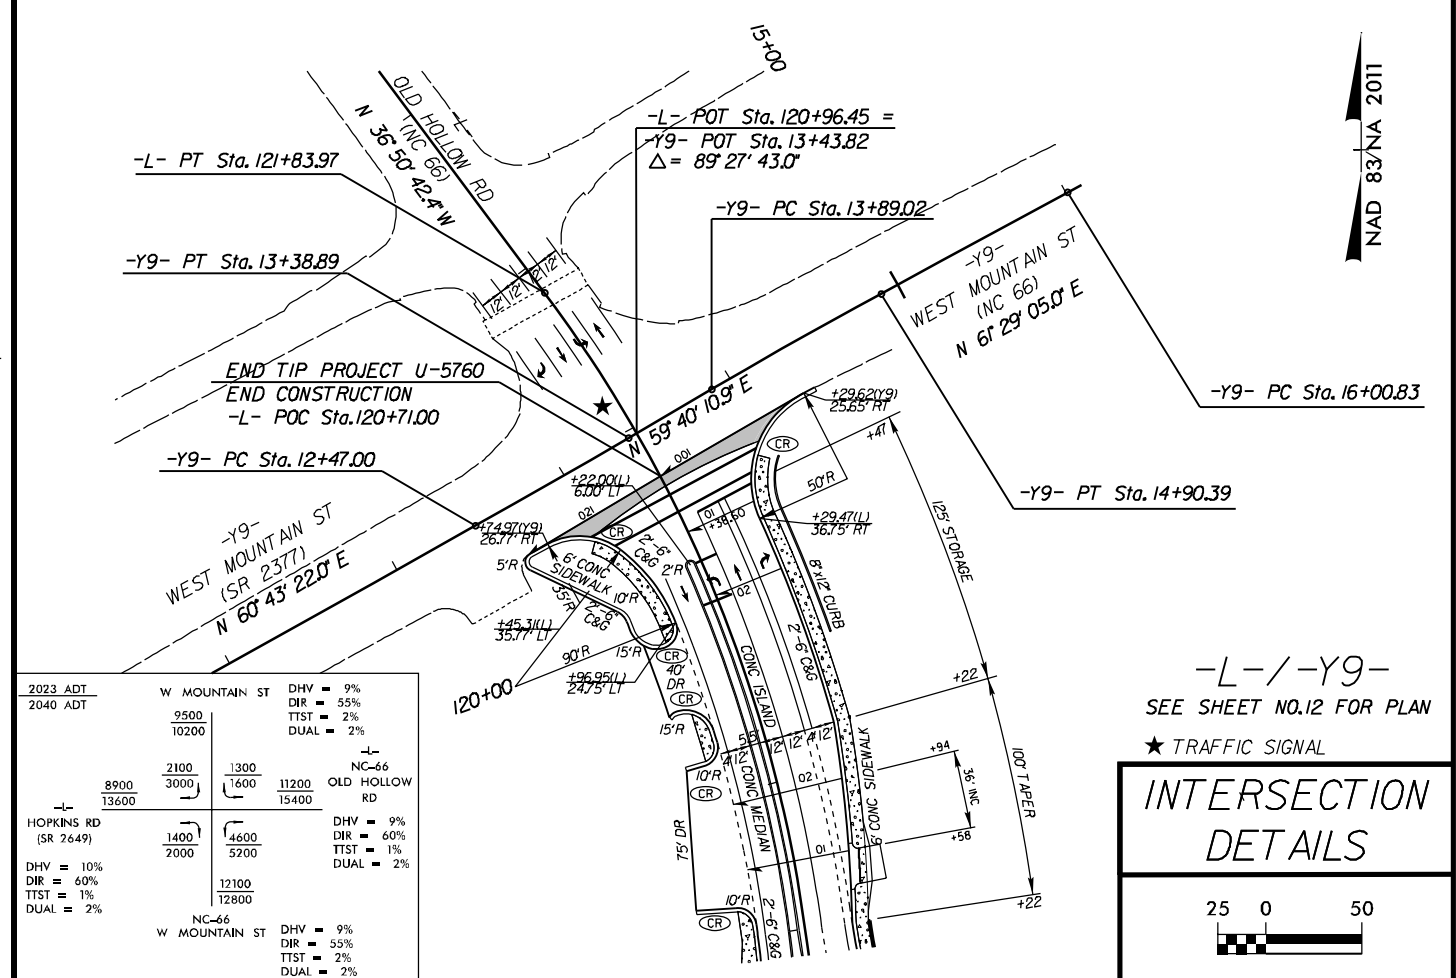 15+00
OLD HOLLOW RD
-L-
(NC 66)
N 36° 50' 42.4" W
-L- POT Sta. 120+96.45 =
-Y9- POT Sta. 13+43.82
△ = 89° 27' 43.0"
NAD 83/NA 2011
-L- PT Sta. 121+83.97
-Y9- PC Sta. 13+89.02
-Y9- PT Sta. 13+38.89
12' 12' 12' 12'
-Y9-
WEST MOUNTAIN ST
(NC 66)
N 61° 29' 05.0" E
END TIP PROJECT U-5760
END CONSTRUCTION
-L- POC Sta. 120+71.00
-Y9- PC Sta. 16+00.83
N 59° 40' 10.9" E
+29.62(Y9)
25.65' RT
+47
CR
-Y9- PC Sta. 12+47.00
001
50'R
+22.00(L)
6.00' LT
-Y9- PT Sta. 14+90.39
+29.47(L)
36.75' RT
01
+38.60
020
+74.97(Y9)
26.77' RT
CR
-Y9-
WEST MOUNTAIN ST
(SR 2377)
N 60° 43' 22.0" E
5'R
6' CONC
SIDEWALK
2'-6"
C&G
2'R
10'R
35'R
2'-6"
C&G
02
8"x12" CURB
125' STORAGE
+45.31(L)
35.77' LT
90'R
15'R
CR
40'
DR
CR
+96.95(L)
24.75' LT
120+00
CONC ISLAND
2'-6" C&G
+22
15'R
4' 12' 5.5' 12' 12' 4' 12'
10'R
CR
CONC MEDIAN
02
6' CONC SIDEWALK
+94
36' INC
+58
100' TAPER
75' DR
01
10'R
CR
2'-6" C&G
+22
2023 ADT
2040 ADT
W MOUNTAIN ST
DHV = 9%
DIR = 55%
TTST = 2%
DUAL = 2%
9500
10200
-L-
NC-66
OLD HOLLOW
RD
2100
3000
1300
1600
8900
13600
11200
15400
-L-
HOPKINS RD
(SR 2649)
1400
2000
4600
5200
DHV = 9%
DIR = 60%
TTST = 1%
DUAL = 2%
DHV = 10%
DIR = 60%
TTST = 1%
DUAL = 2%
12100
12800
NC-66
W MOUNTAIN ST
DHV = 9%
DIR = 55%
TTST = 2%
DUAL = 2%
-L-/-Y9-
SEE SHEET NO.12 FOR PLAN
★ TRAFFIC SIGNAL
INTERSECTION
DETAILS
25 0 50